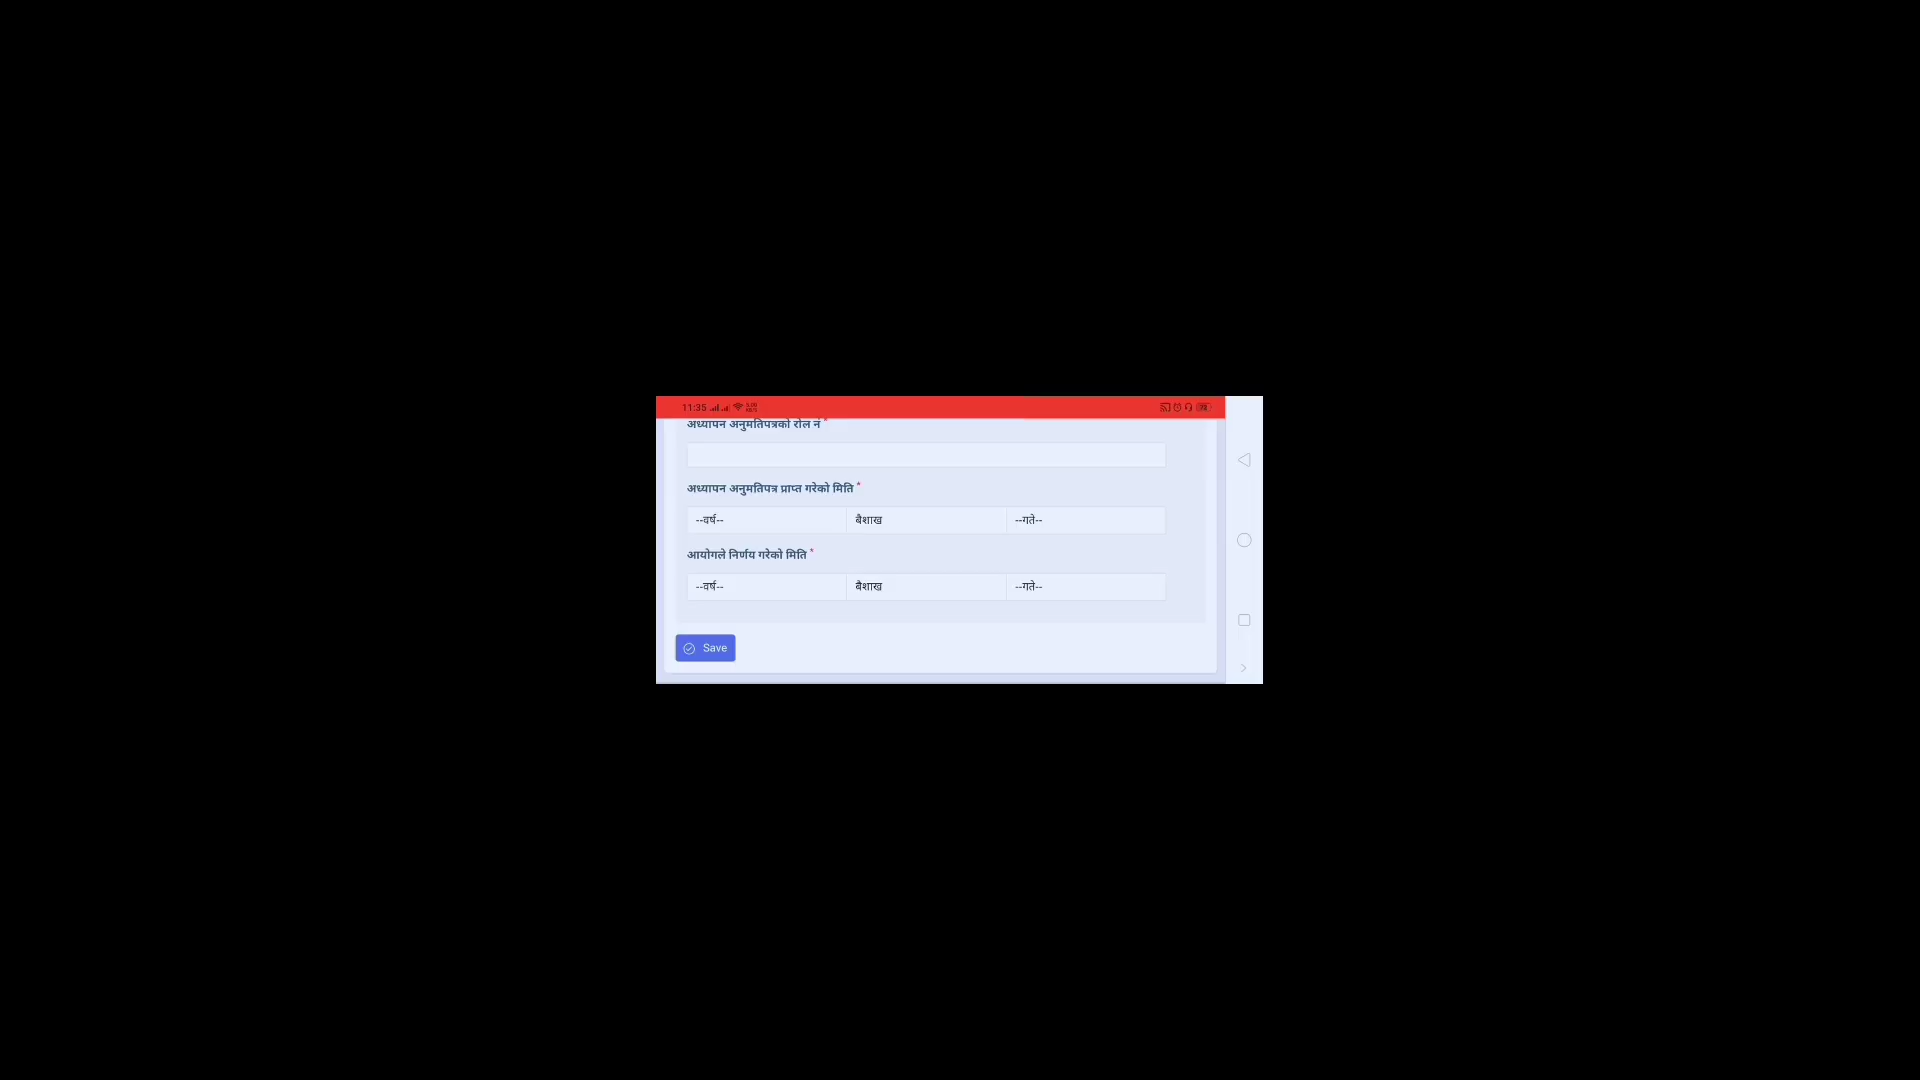 11:35
अध्यापन अनुमतिपत्रको रोल नं *
अध्यापन अनुमतिपत्र प्राप्त गरेको मिति *
--वर्ष-- बैशाख --गते--
आयोगले निर्णय गरेको मिति *
--वर्ष-- बैशाख --गते--
Save